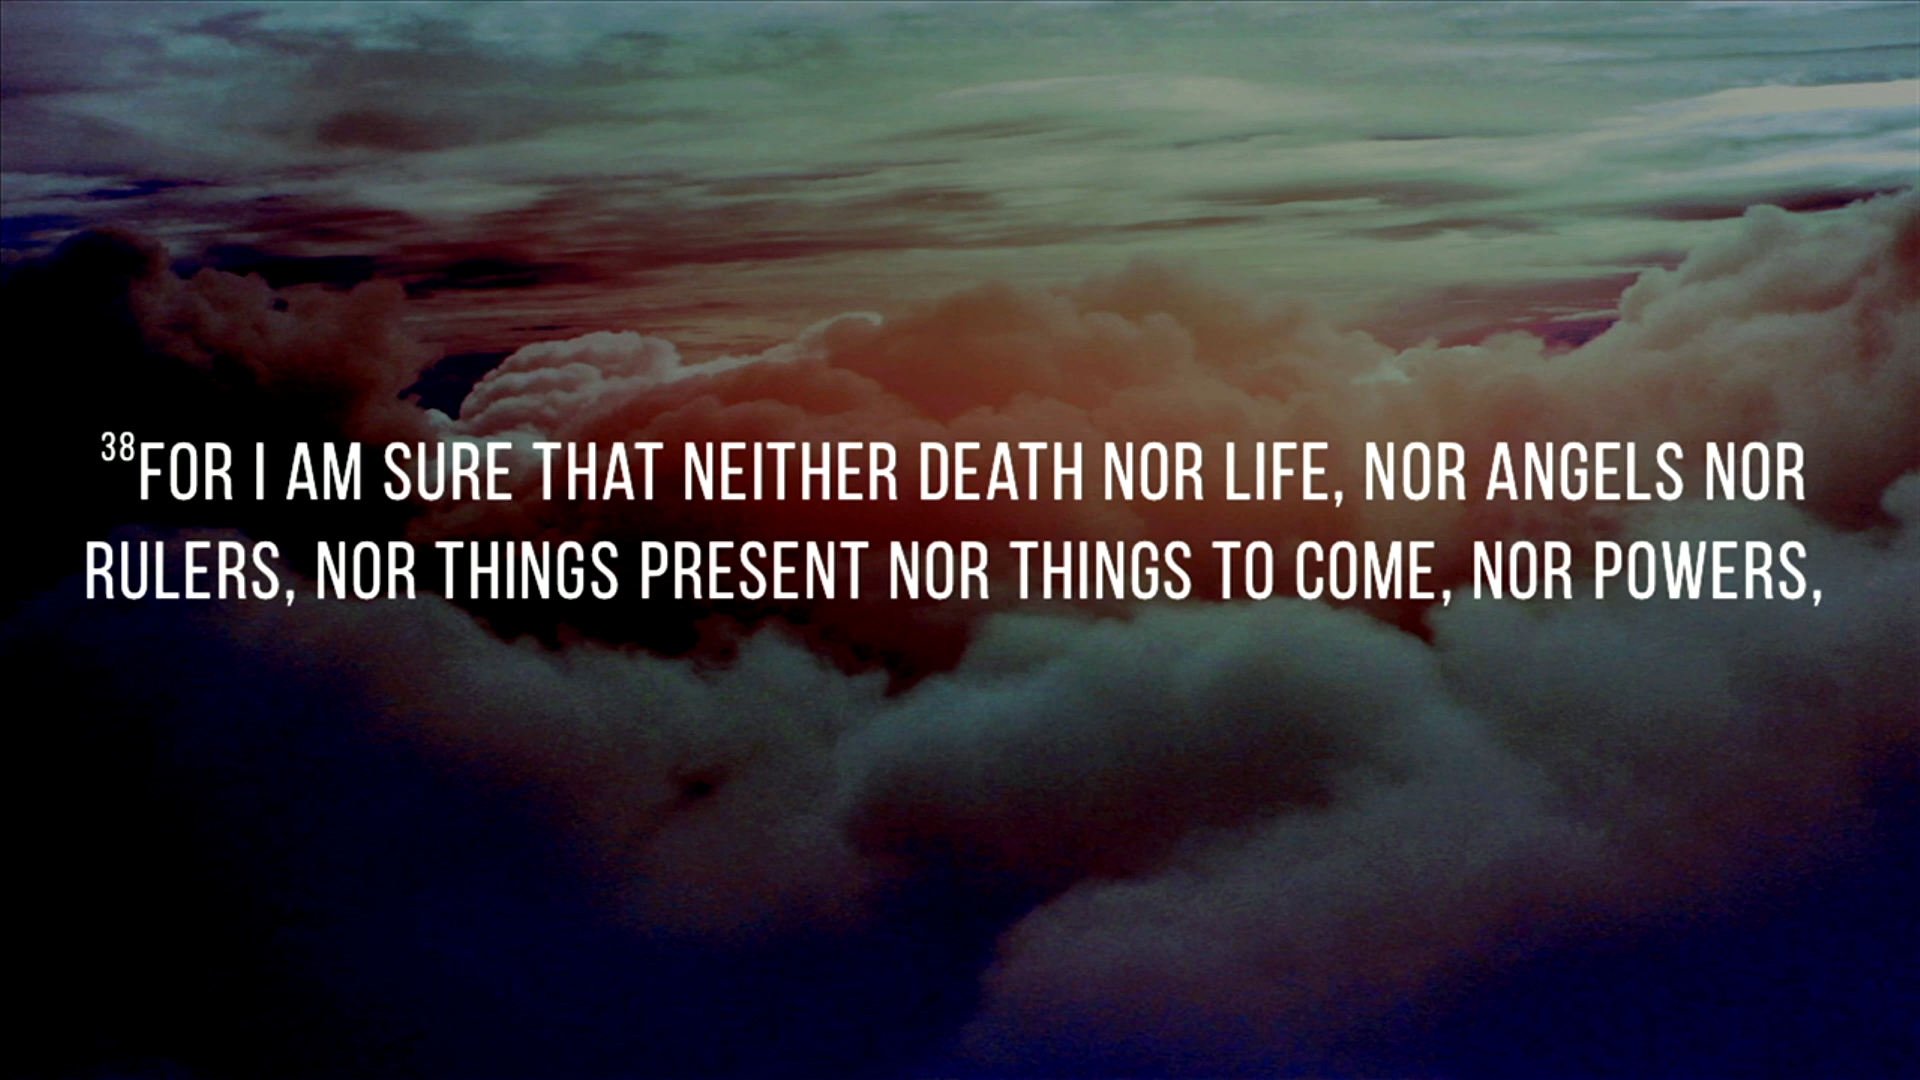 38FOR I AM SURE THAT NEITHER DEATH NOR LIFE, NOR ANGELS NOR
RULERS, NOR THINGS PRESENT NOR THINGS TO COME, NOR POWERS,